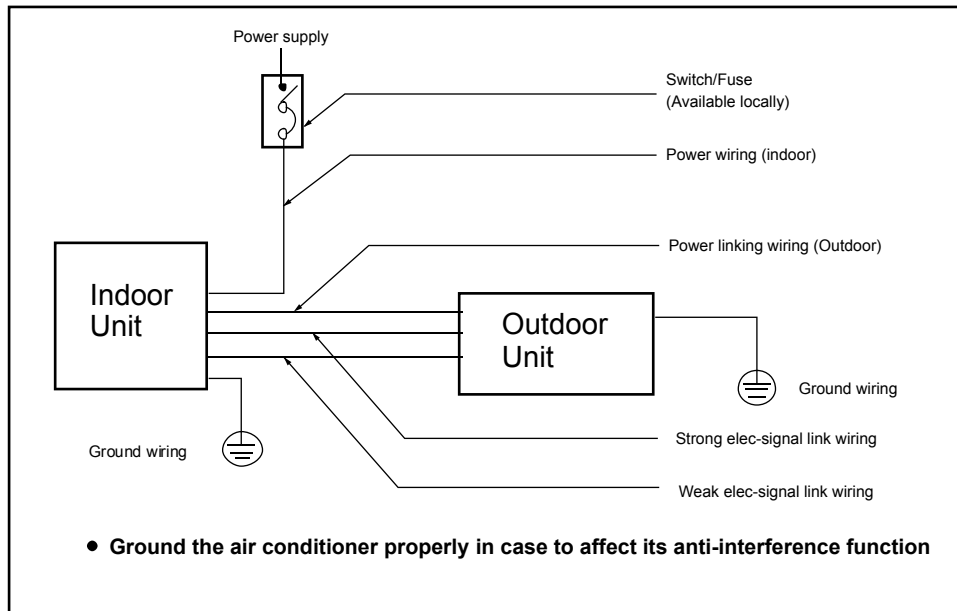 Power supply
Switch/Fuse
(Available locally)
Power wiring (indoor)
Power linking wiring (Outdoor)
Indoor
Unit
Outdoor
Unit
Ground wiring
Strong elec-signal link wiring
Ground wiring
Weak elec-signal link wiring
● Ground the air conditioner properly in case to affect its anti-interference function